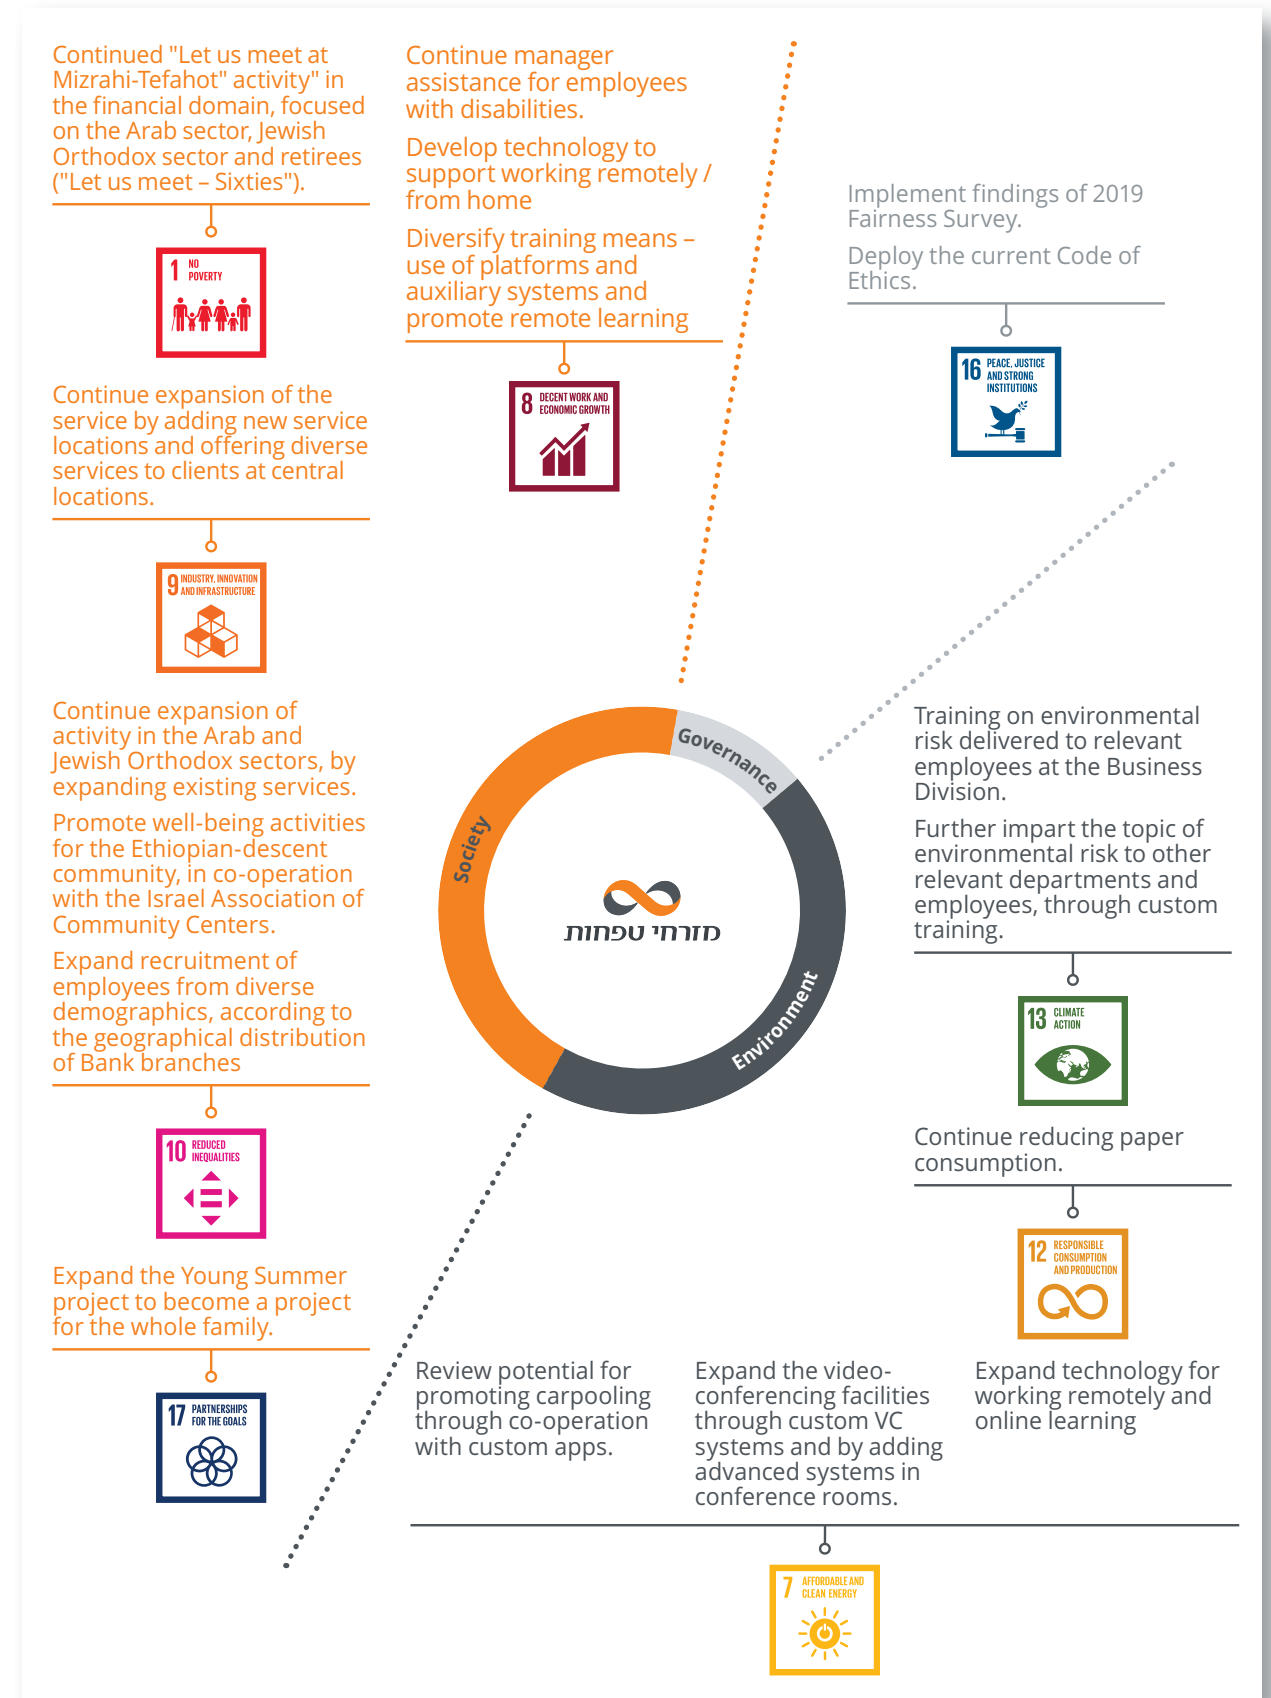 Continued "Let us meet at
Mizrahi-Tefahot" activity" in
the financial domain, focused
on the Arab sector, Jewish
Orthodox sector and retirees
("Let us meet – Sixties").
1 NO
POVERTY
Continue expansion of the
service by adding new service
locations and offering diverse
services to clients at central
locations.
9 INDUSTRY, INNOVATION
AND INFRASTRUCTURE
Continue expansion of
activity in the Arab and
Jewish Orthodox sectors, by
expanding existing services.
Promote well-being activities
for the Ethiopian-descent
community, in co-operation
with the Israel Association of
Community Centers.
Expand recruitment of
employees from diverse
demographics, according to
the geographical distribution
of Bank branches
10 REDUCED
INEQUALITIES
Expand the Young Summer
project to become a project
for the whole family.
17 PARTNERSHIPS
FOR THE GOALS
Continue manager
assistance for employees
with disabilities.
Develop technology to
support working remotely /
from home
Diversify training means –
use of platforms and
auxiliary systems and
promote remote learning
8 DECENT WORK AND
ECONOMIC GROWTH
Implement findings of 2019
Fairness Survey.
Deploy the current Code of
Ethics.
16 PEACE, JUSTICE
AND STRONG
INSTITUTIONS
Society
Governance
Environment
מזרחי טפחות
Training on environmental
risk delivered to relevant
employees at the Business
Division.
Further impart the topic of
environmental risk to other
relevant departments and
employees, through custom
training.
13 CLIMATE
ACTION
Continue reducing paper
consumption.
12 RESPONSIBLE
CONSUMPTION
AND PRODUCTION
Review potential for
promoting carpooling
through co-operation
with custom apps.
Expand the video-
conferencing facilities
through custom VC
systems and by adding
advanced systems in
conference rooms.
Expand technology for
working remotely and
online learning
7 AFFORDABLE AND
CLEAN ENERGY